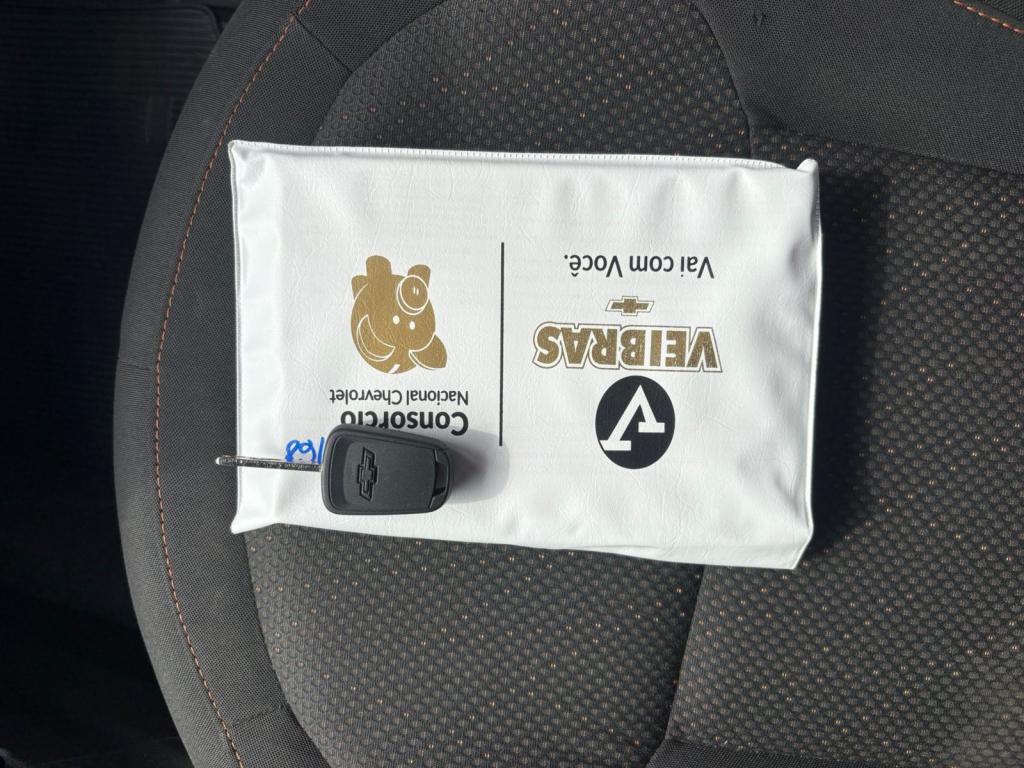 V
VEIBRAS
Vai com Você.
Consórcio
Nacional Chevrolet